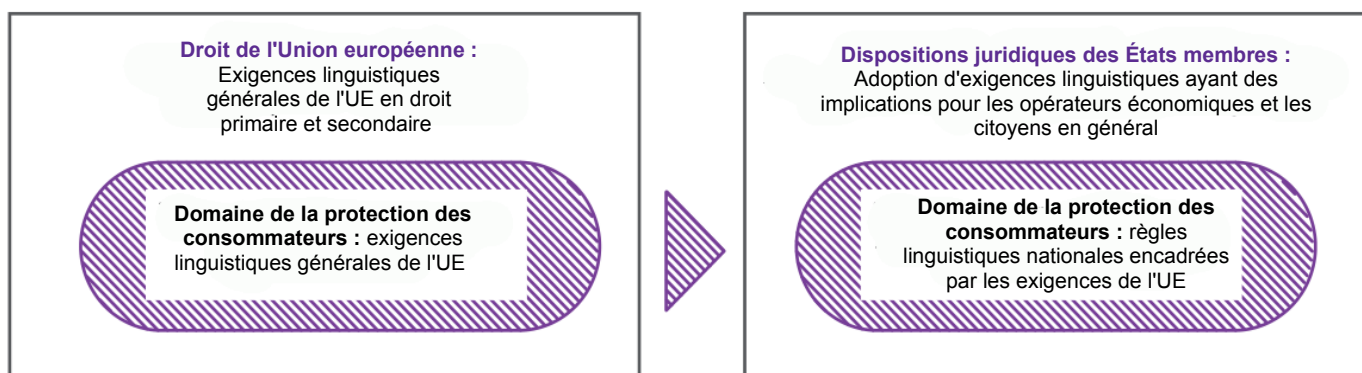 Droit de l'Union européenne :
Exigences linguistiques
générales de l'UE en droit
primaire et secondaire
Domaine de la protection des
consommateurs : exigences
linguistiques générales de l'UE
Dispositions juridiques des États membres :
Adoption d'exigences linguistiques ayant des
implications pour les opérateurs économiques et les
citoyens en général
Domaine de la protection des
consommateurs : règles
linguistiques nationales encadrées
par les exigences de l'UE